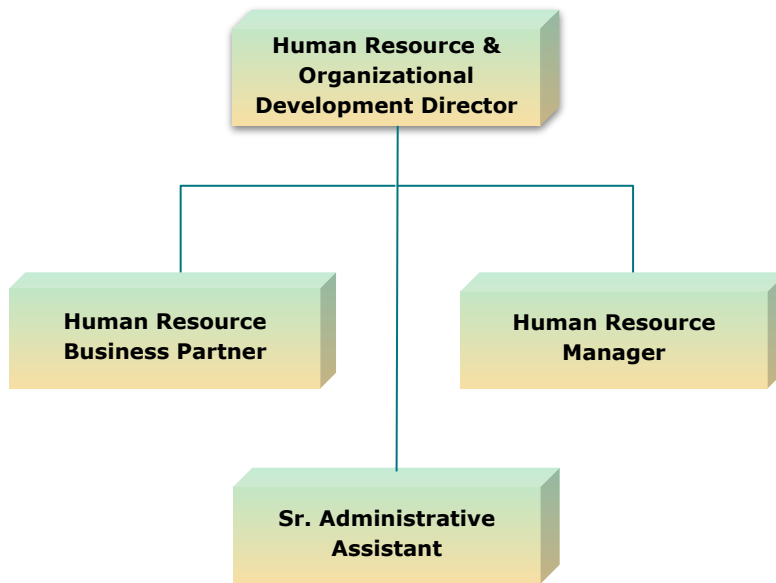 Human Resource &
Organizational
Development Director
Human Resource
Business Partner
Human Resource
Manager
Sr. Administrative
Assistant